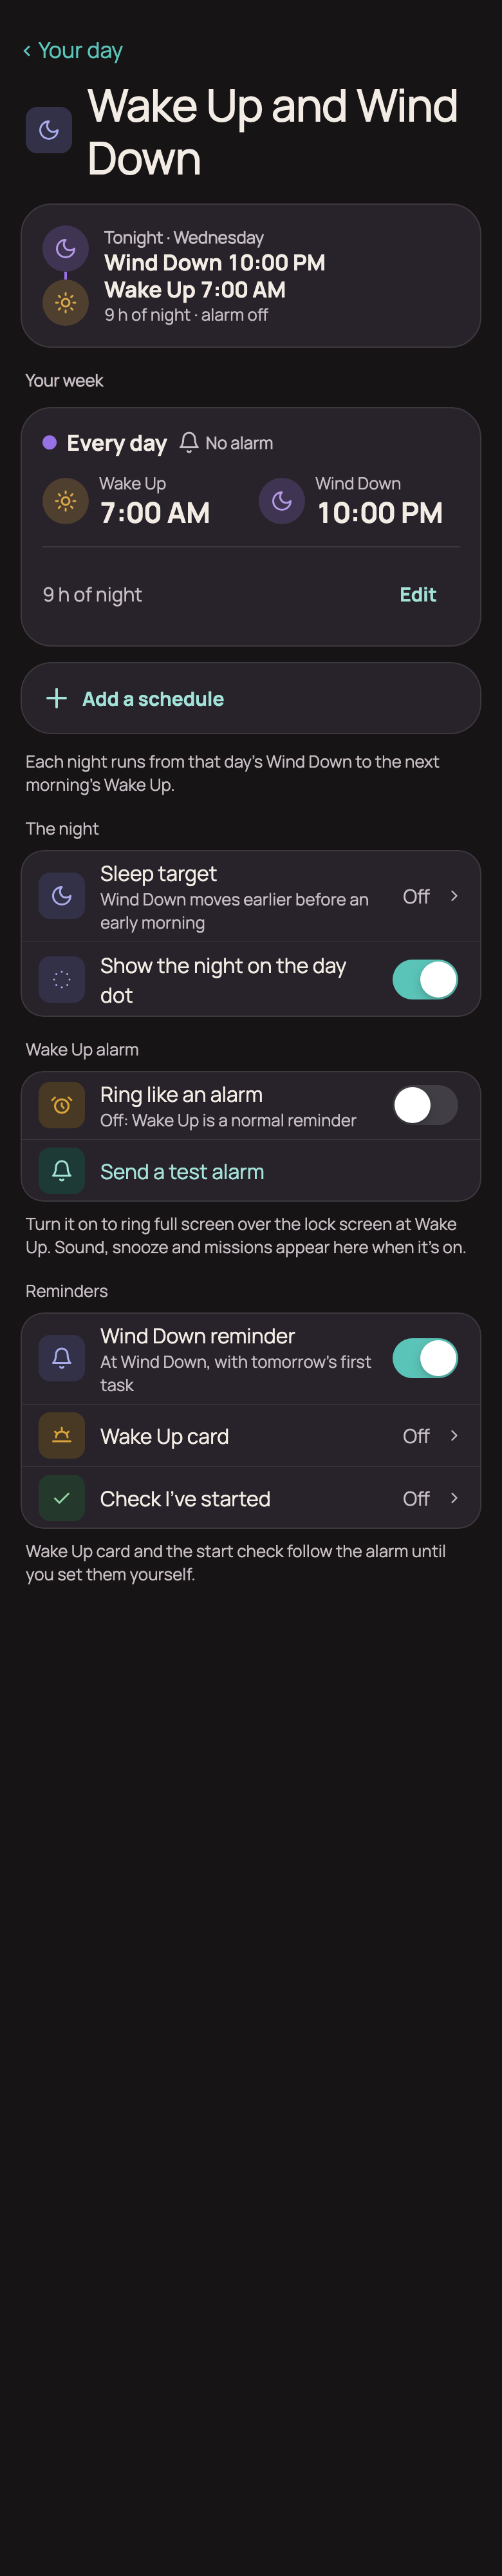 Your day
Wake Up and Wind
Down
Tonight · Wednesday
Wind Down 10:00 PM
Wake Up 7:00 AM
9 h of night · alarm off
Your week
Every day
No alarm
Wake Up
7:00 AM
Wind Down
10:00 PM
9 h of night
Edit
Add a schedule
Each night runs from that day's Wind Down to the next
morning's Wake Up.
The night
Sleep target
Wind Down moves earlier before an
early morning
Off
Show the night on the day
dot
Wake Up alarm
Ring like an alarm
Off: Wake Up is a normal reminder
Send a test alarm
Turn it on to ring full screen over the lock screen at Wake
Up. Sound, snooze and missions appear here when it's on.
Reminders
Wind Down reminder
At Wind Down, with tomorrow's first
task
Wake Up card
Off
Check I've started
Off
Wake Up card and the start check follow the alarm until
you set them yourself.